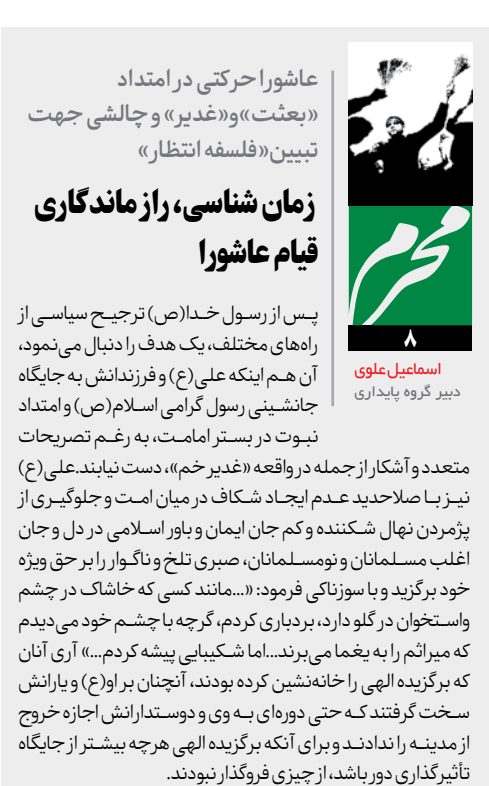 عاشورا حرکتی در امتداد
«بعثت» و «غدیر» و چالشی جهت
تبیین «فلسفه انتظار»
زمان شناسی، راز ماندگاری
قیام عاشورا
محرم
۸
اسماعیل علوی
دبیر گروه پایداری
پس از رسول خدا(ص) ترجیح سیاسی از
راه‌های مختلف، یک هدف را دنبال می‌نمود،
آن هم اینکه علی(ع) و فرزندانش به جایگاه
جانشینی رسول گرامی اسلام(ص) و امتداد
نبوت در بستر امامت، به رغم تصریحات
متعدد و آشکار از جمله در واقعه «غدیر خم»، دست نیابند. علی(ع)
نیز با صلاحدید عدم ایجاد شکاف در میان امت و جلوگیری از
پژمردن نهال شکننده و کم جان ایمان و باور اسلامی در دل و جان
اغلب مسلمانان و نومسلمانان، صبری تلخ و ناگوار را بر حق ویژه
خود برگزید و با سوزناکی فرمود: «...مانند کسی که خاشاک در چشم
و استخوان در گلو دارد، بردباری کردم، گرچه با چشم خود می‌دیدم
که میراثم را به یغما می‌برند...اما شکیبایی پیشه کردم...» آری آنان
که برگزیده الهی را خانه‌نشین کرده بودند، آنچنان بر او(ع) و یارانش
سخت گرفتند که حتی دوره‌ای به وی و دوستدارانش اجازه خروج
از مدینه را ندادند و برای آنکه برگزیده الهی هرچه بیشتر از جایگاه
تأثیرگذاری دور باشد، از چیزی فروگذار نبودند.